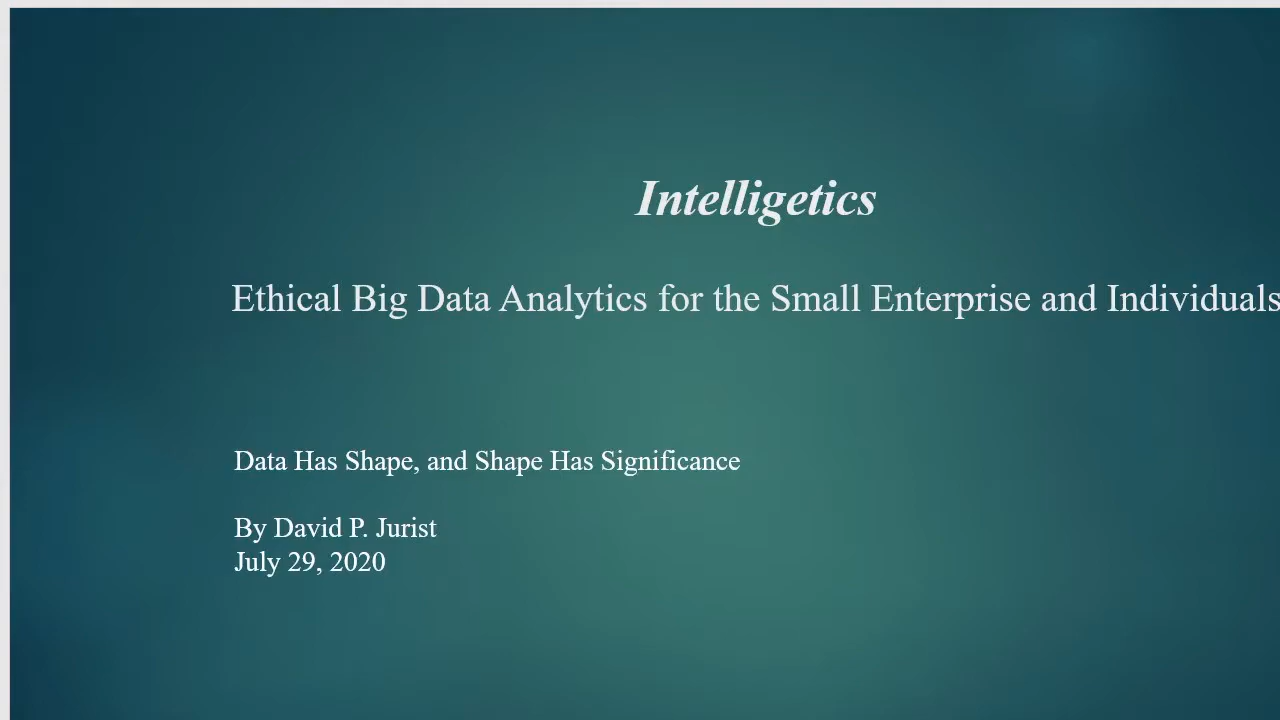 Intelligetics
Ethical Big Data Analytics for the Small Enterprise and Individuals
Data Has Shape, and Shape Has Significance
By David P. Jurist
July 29, 2020